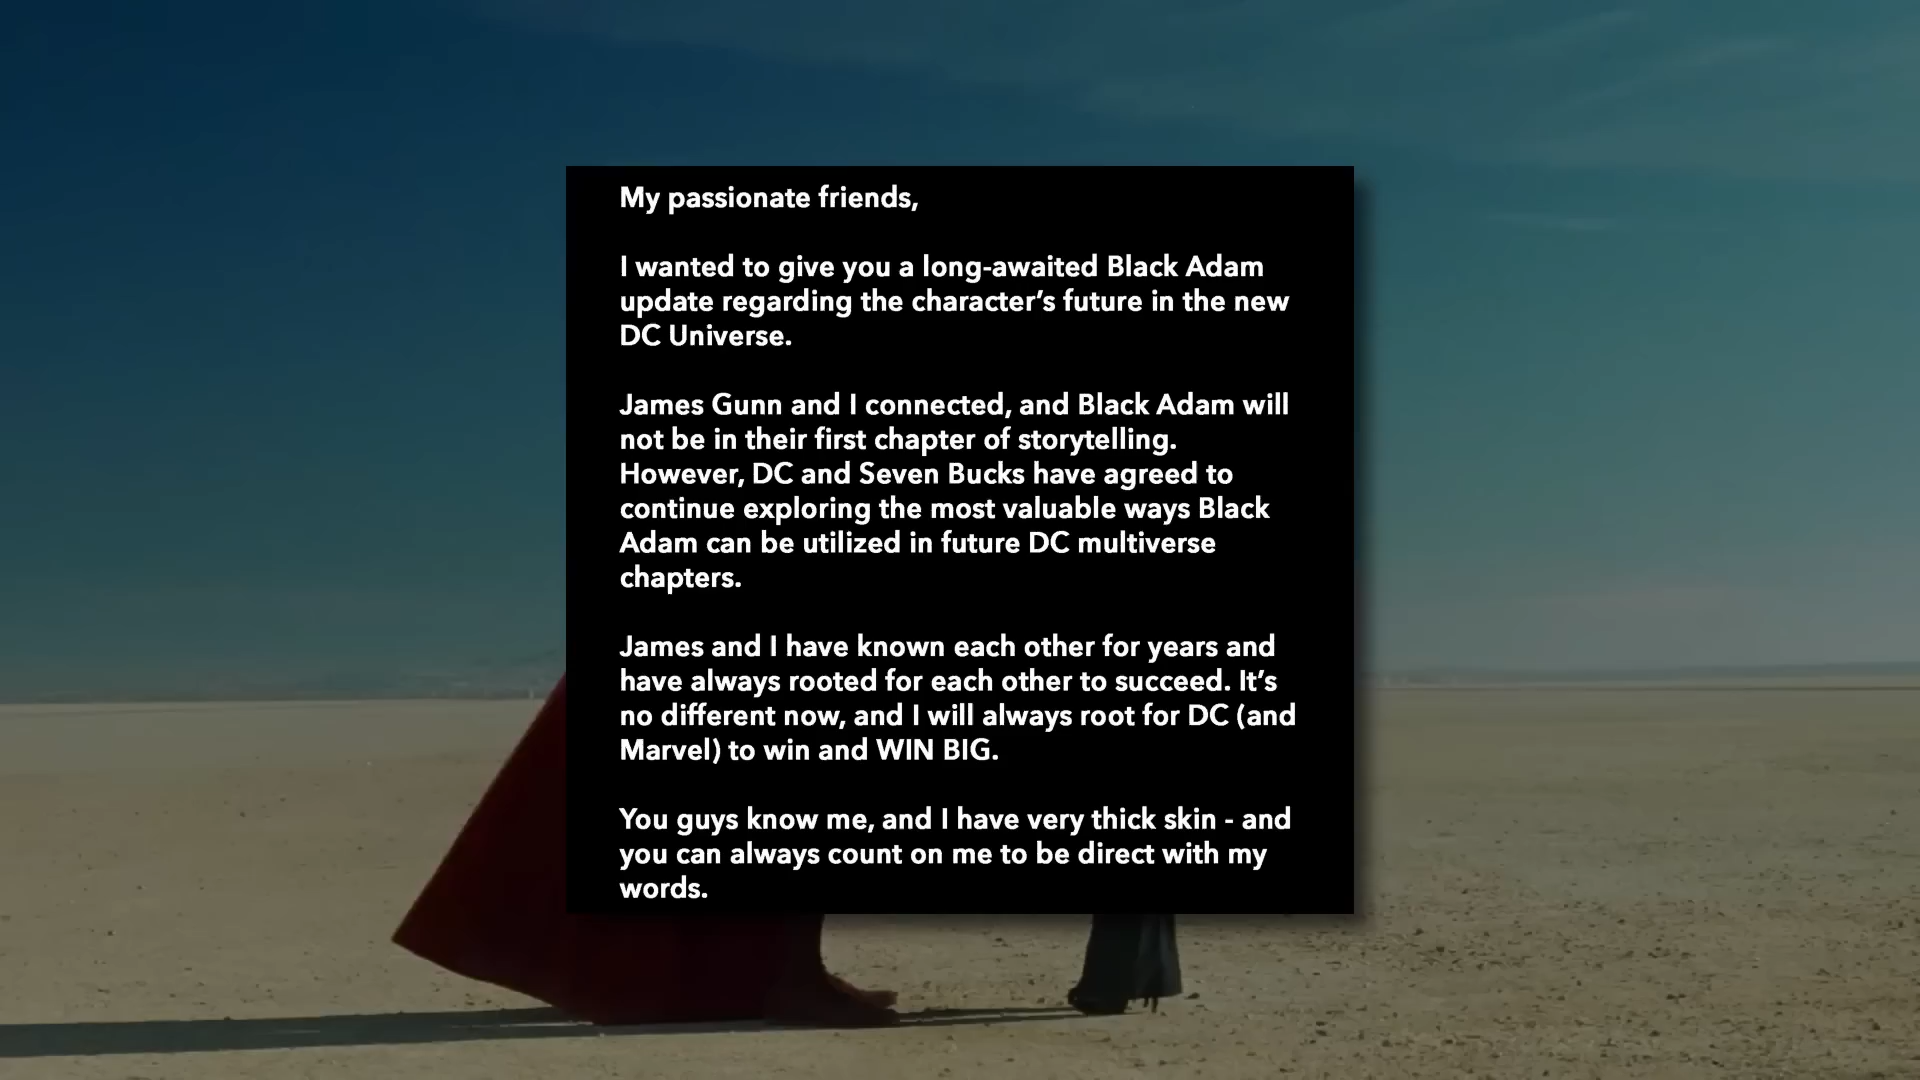 My passionate friends,
I wanted to give you a long-awaited Black Adam
update regarding the character’s future in the new
DC Universe.
James Gunn and I connected, and Black Adam will
not be in their first chapter of storytelling.
However, DC and Seven Bucks have agreed to
continue exploring the most valuable ways Black
Adam can be utilized in future DC multiverse
chapters.
James and I have known each other for years and
have always rooted for each other to succeed. It’s
no different now, and I will always root for DC (and
Marvel) to win and WIN BIG.
You guys know me, and I have very thick skin - and
you can always count on me to be direct with my
words.